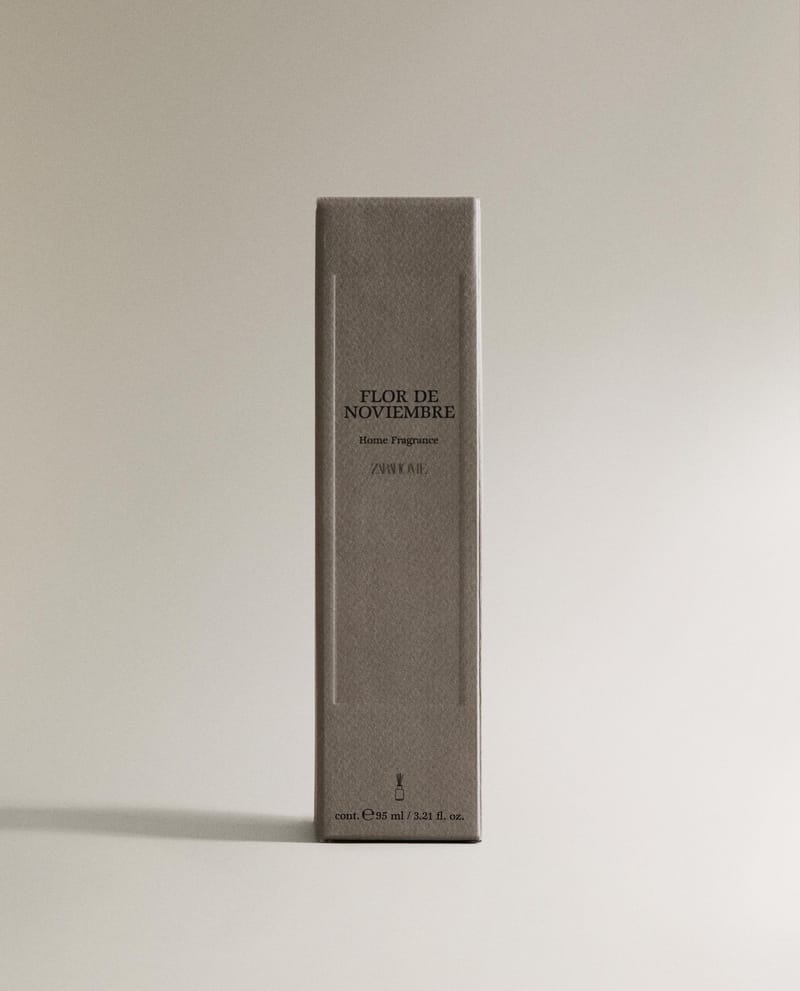 FLOR DE
NOVIEMBRE
Home Fragrance
ZARA HOME
cont. ℮ 95 ml / 3.21 fl. oz.